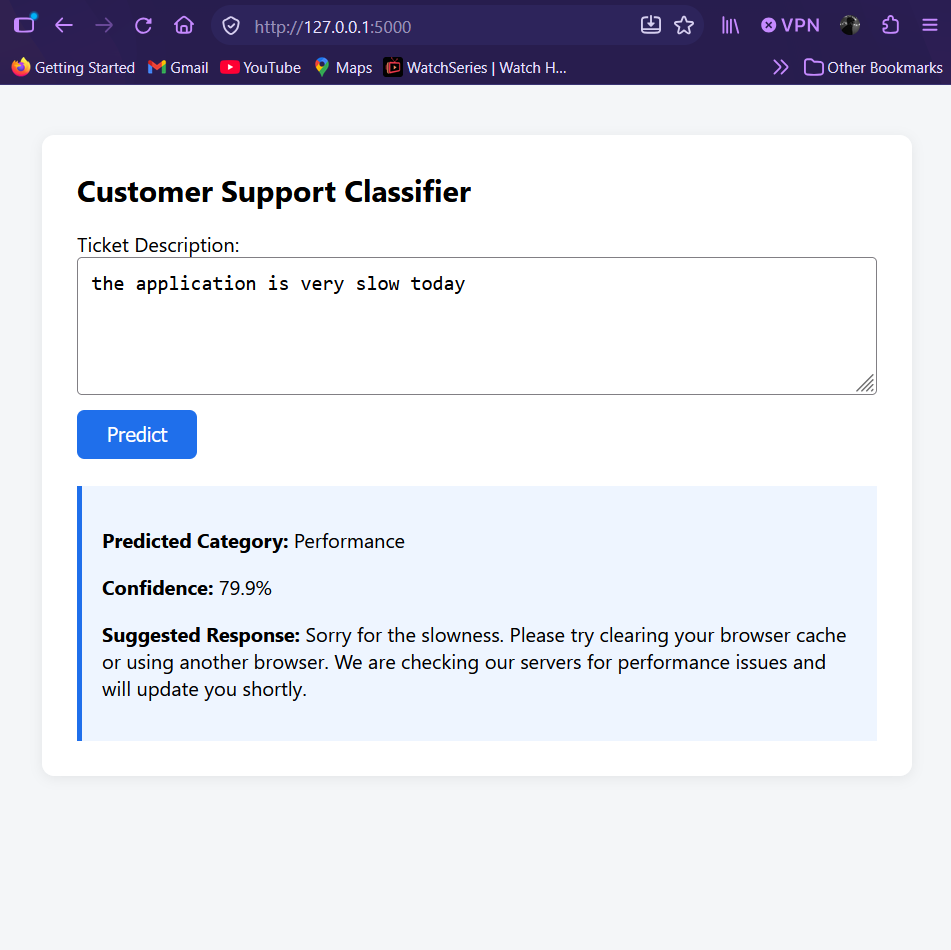 http://127.0.0.1:5000
VPN
Getting Started
Gmail
YouTube
Maps
WatchSeries | Watch H...
Other Bookmarks
Customer Support Classifier
Ticket Description:
the application is very slow today
Predict
Predicted Category: Performance
Confidence: 79.9%
Suggested Response: Sorry for the slowness. Please try clearing your browser cache
or using another browser. We are checking our servers for performance issues and
will update you shortly.